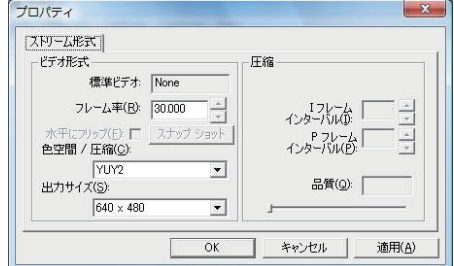 プロパティ
ストリーム形式
ビデオ形式
標準ビデオ: None
フレーム率(R): 30.000
水平にフリップ(F): スナップ ショット
色空間 / 圧縮(C):
YUY2
出力サイズ(S):
640 x 480
圧縮
I フレーム
インターバル(I):
P フレーム
インターバル(P):
品質(Q):
OK キャンセル 適用(A)